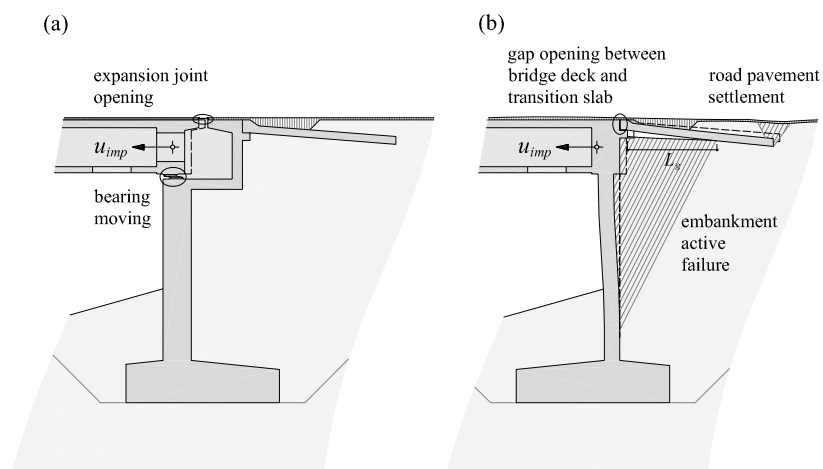 (a)
expansion joint
opening
u_imp
bearing
moving
(b)
gap opening between
bridge deck and
transition slab
road pavement
settlement
u_imp
L_g
embankment
active
failure